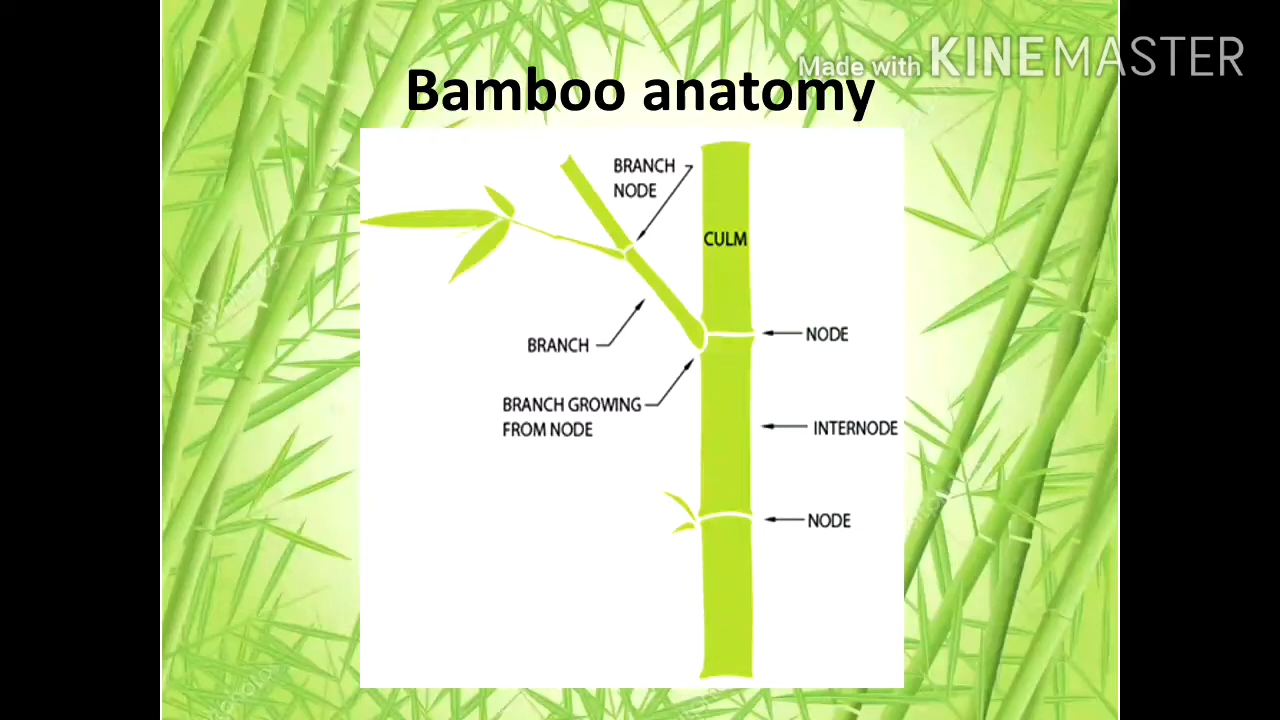 Made with KINEMASTER
Bamboo anatomy
BRANCH
NODE
CULM
BRANCH
NODE
BRANCH GROWING
FROM NODE
INTERNODE
NODE